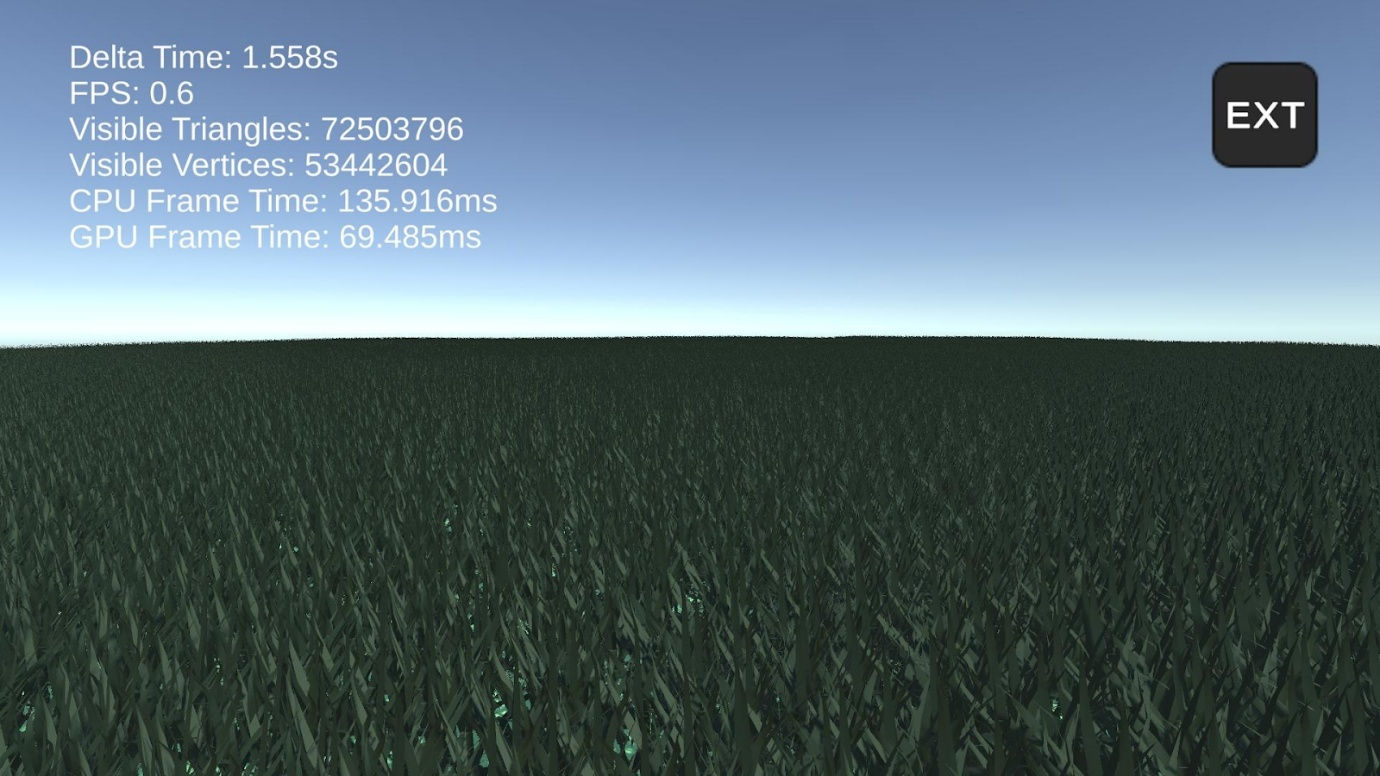 Delta Time: 1.558s
FPS: 0.6
Visible Triangles: 72503796
Visible Vertices: 53442604
CPU Frame Time: 135.916ms
GPU Frame Time: 69.485ms
EXT